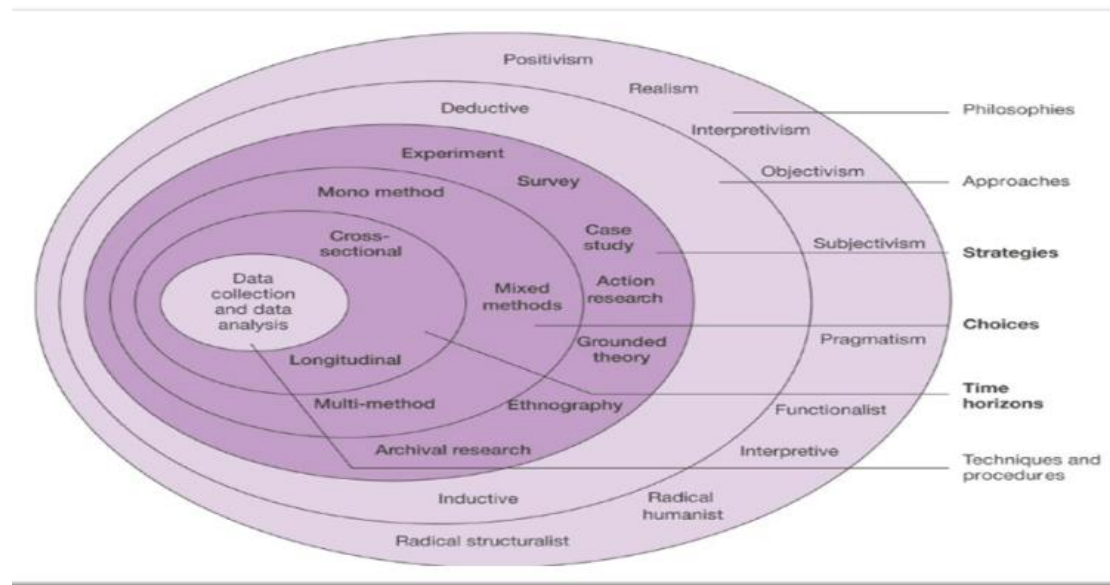 Positivism
Realism
Philosophies
Deductive
Interpretivism
Experiment
Objectivism
Approaches
Survey
Mono method
Case
study
Subjectivism
Strategies
Cross-
sectional
Data
collection
and data
analysis
Mixed
methods
Action
research
Choices
Grounded
theory
Pragmatism
Longitudinal
Time
horizons
Multi-method
Ethnography
Functionalist
Archival research
Interpretive
Techniques and
procedures
Inductive
Radical
humanist
Radical structuralist